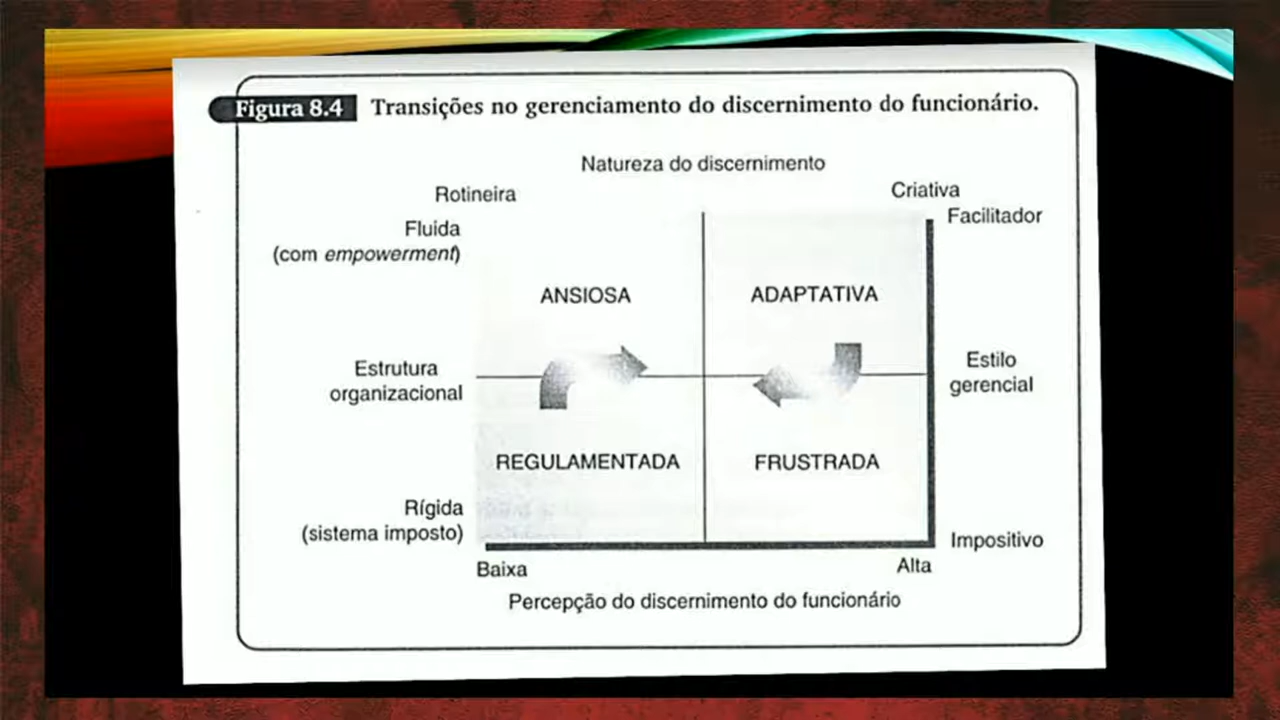 Figura 8.4 Transições no gerenciamento do discernimento do funcionário.
Natureza do discernimento
Rotineira
Criativa
Fluida
(com empowerment)
Facilitador
ANSIOSA
ADAPTATIVA
Estrutura
organizacional
Estilo
gerencial
REGULAMENTADA
FRUSTRADA
Rígida
(sistema imposto)
Impositivo
Baixa
Alta
Percepção do discernimento do funcionário